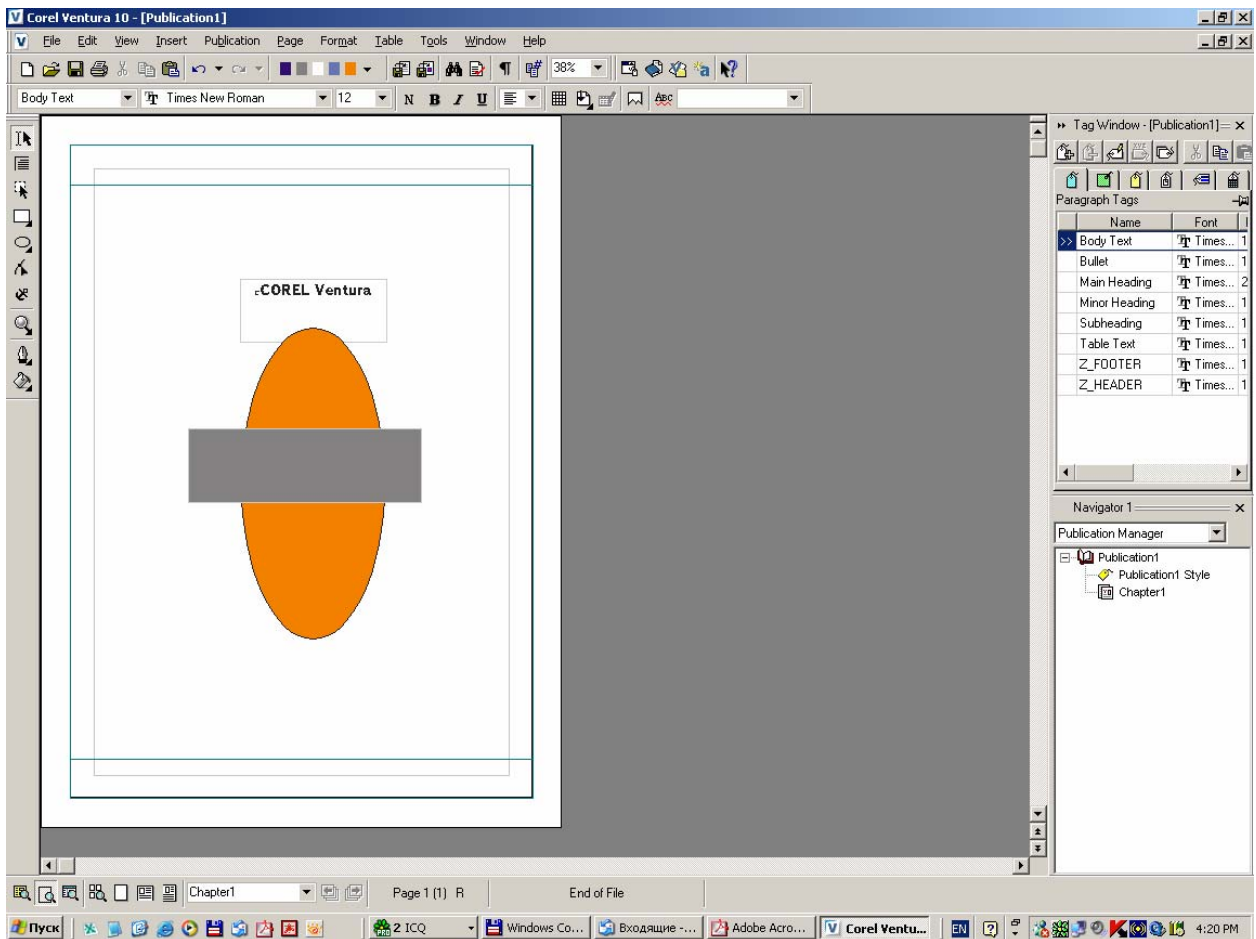 Corel Ventura 10 - [Publication1]
File Edit View Insert Publication Page Format Table Tools Window Help
38%
Body Text Times New Roman 12 N B I U ABC
Tag Window - [Publication1]
Paragraph Tags
Name Font
>> Body Text Times... 1
Bullet Times... 1
Main Heading Times... 2
Minor Heading Times... 1
Subheading Times... 1
Table Text Times... 1
Z_FOOTER Times... 1
Z_HEADER Times... 1
COREL Ventura
Navigator 1
Publication Manager
Publication1
Publication1 Style
Chapter1
Chapter1 Page 1 (1) R End of File
Пуск 2 ICQ Windows Co... Входящие -... Adobe Acro... Corel Ventu... EN 4:20 PM